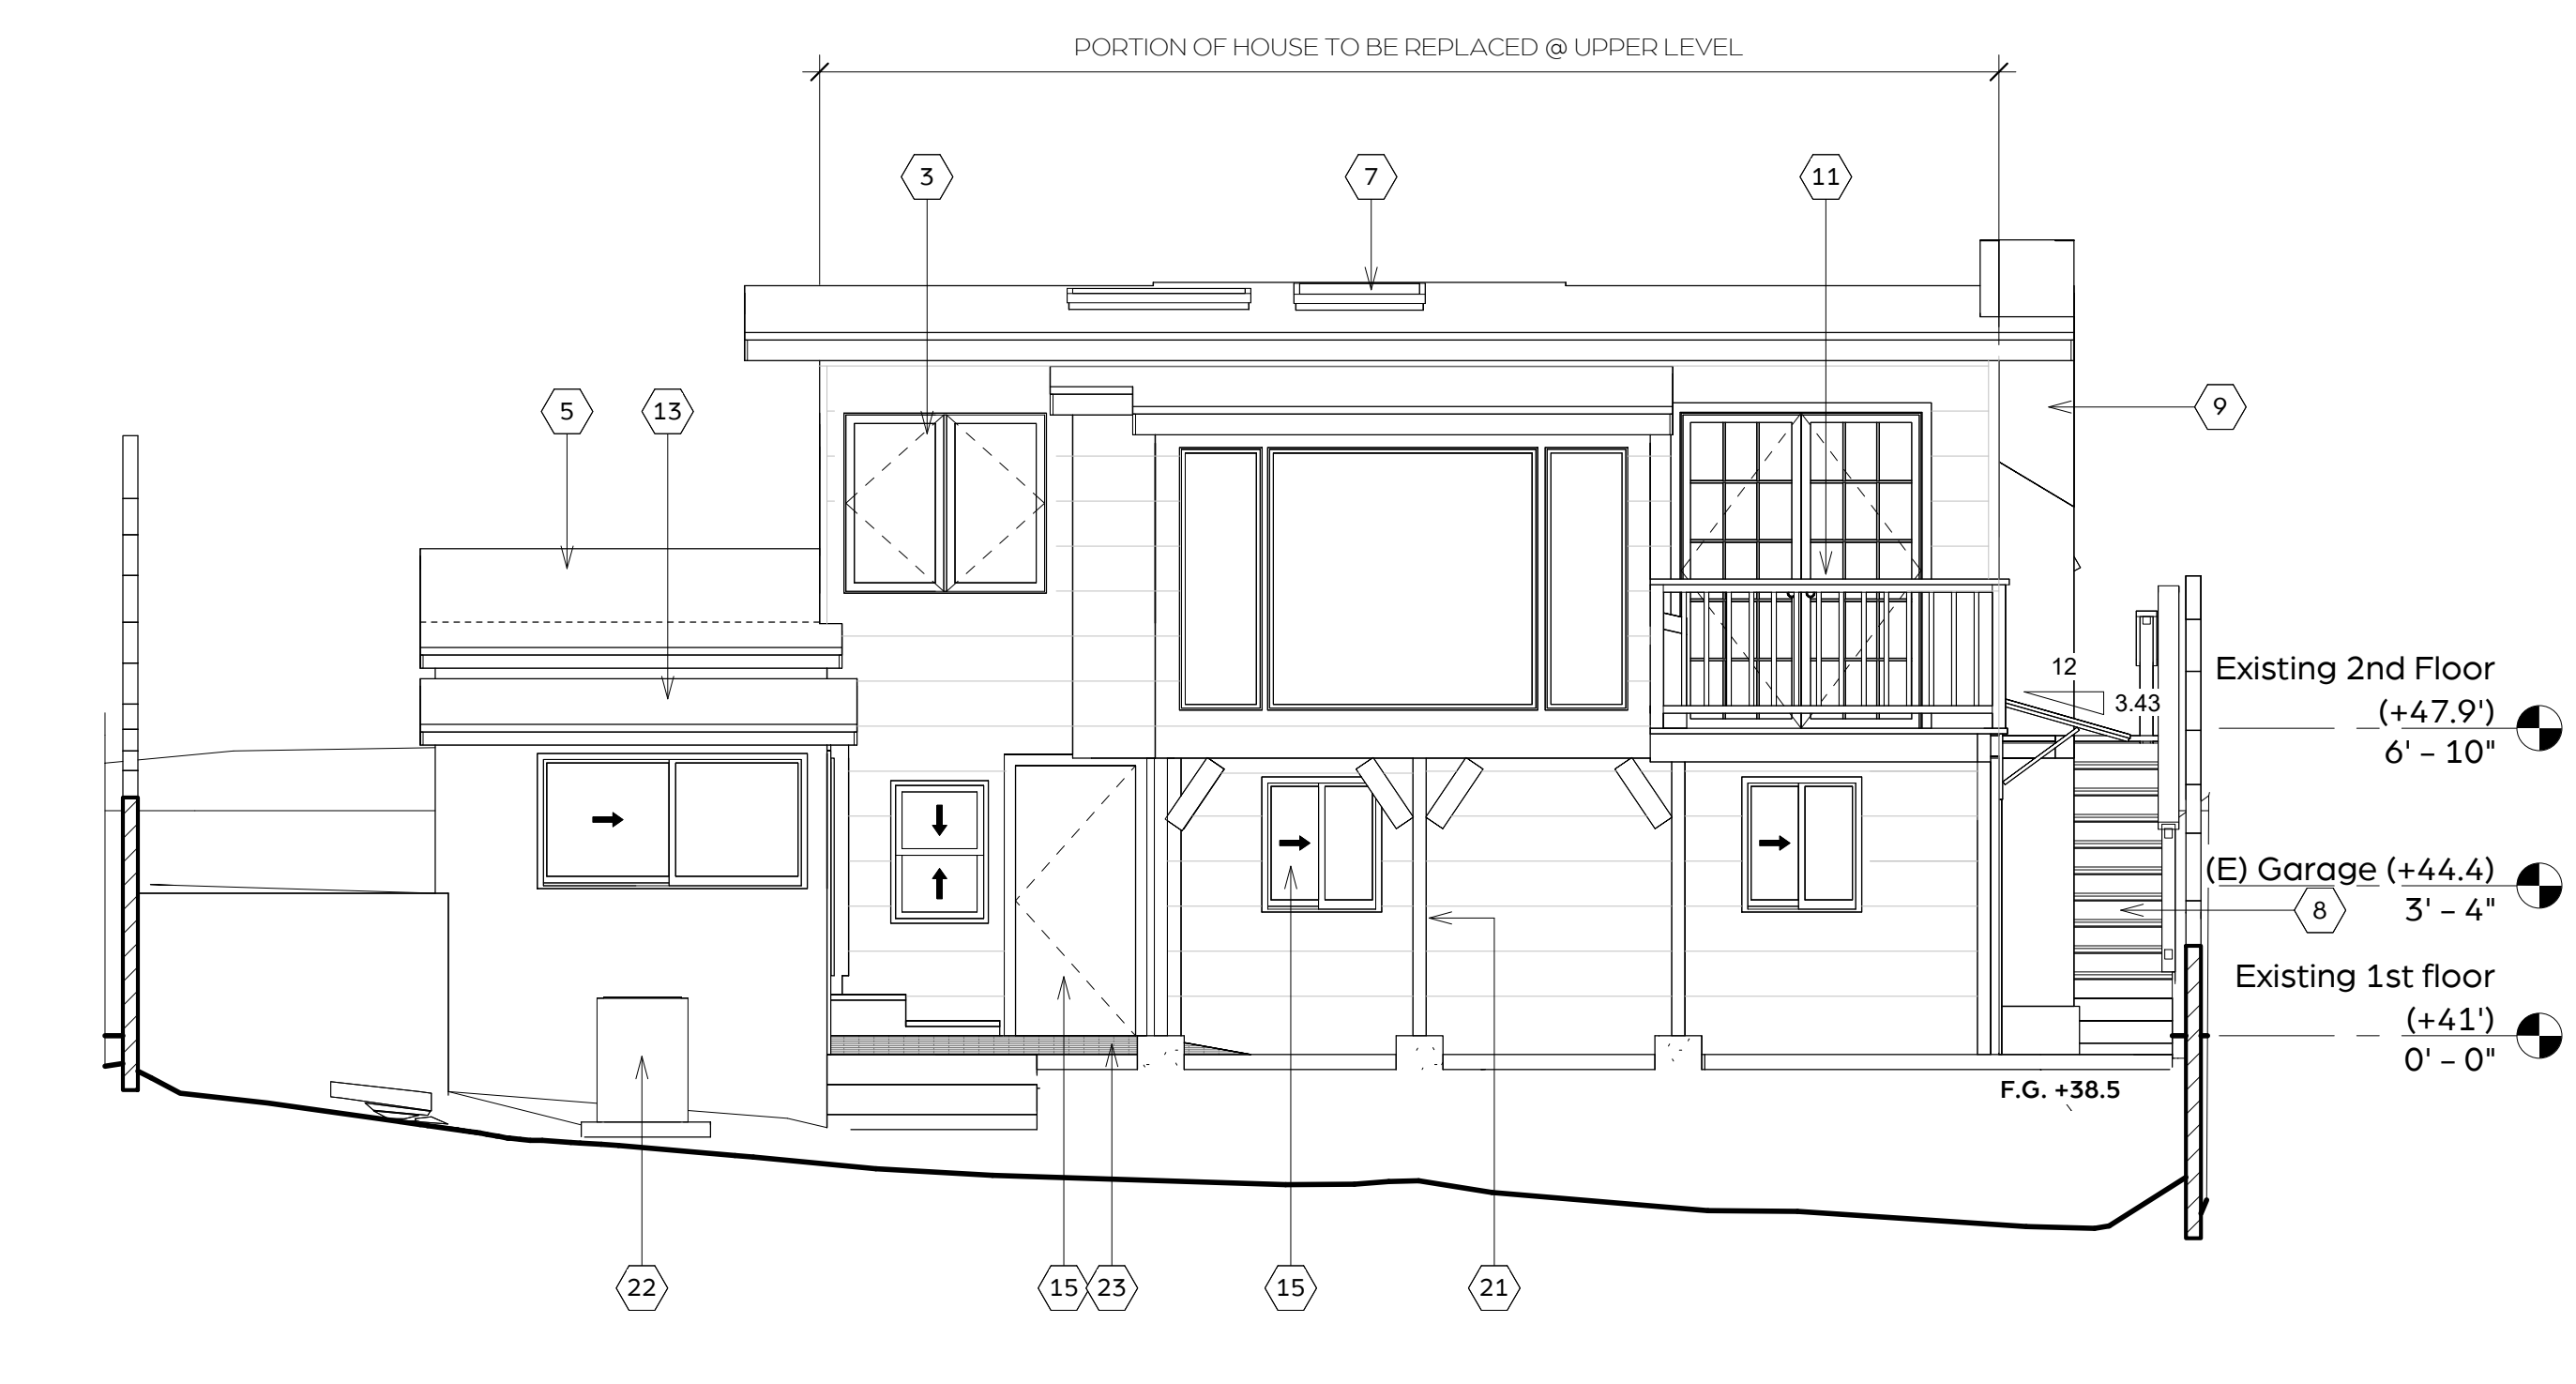 PORTION OF HOUSE TO BE REPLACED @ UPPER LEVEL
3
7
11
5
13
9
12
3.43
Existing 2nd Floor
(+47.9')
6' – 10"
(E) Garage (+44.4)
3' – 4"
8
Existing 1st floor
(+41')
0' – 0"
F.G. +38.5
22
15
23
15
21